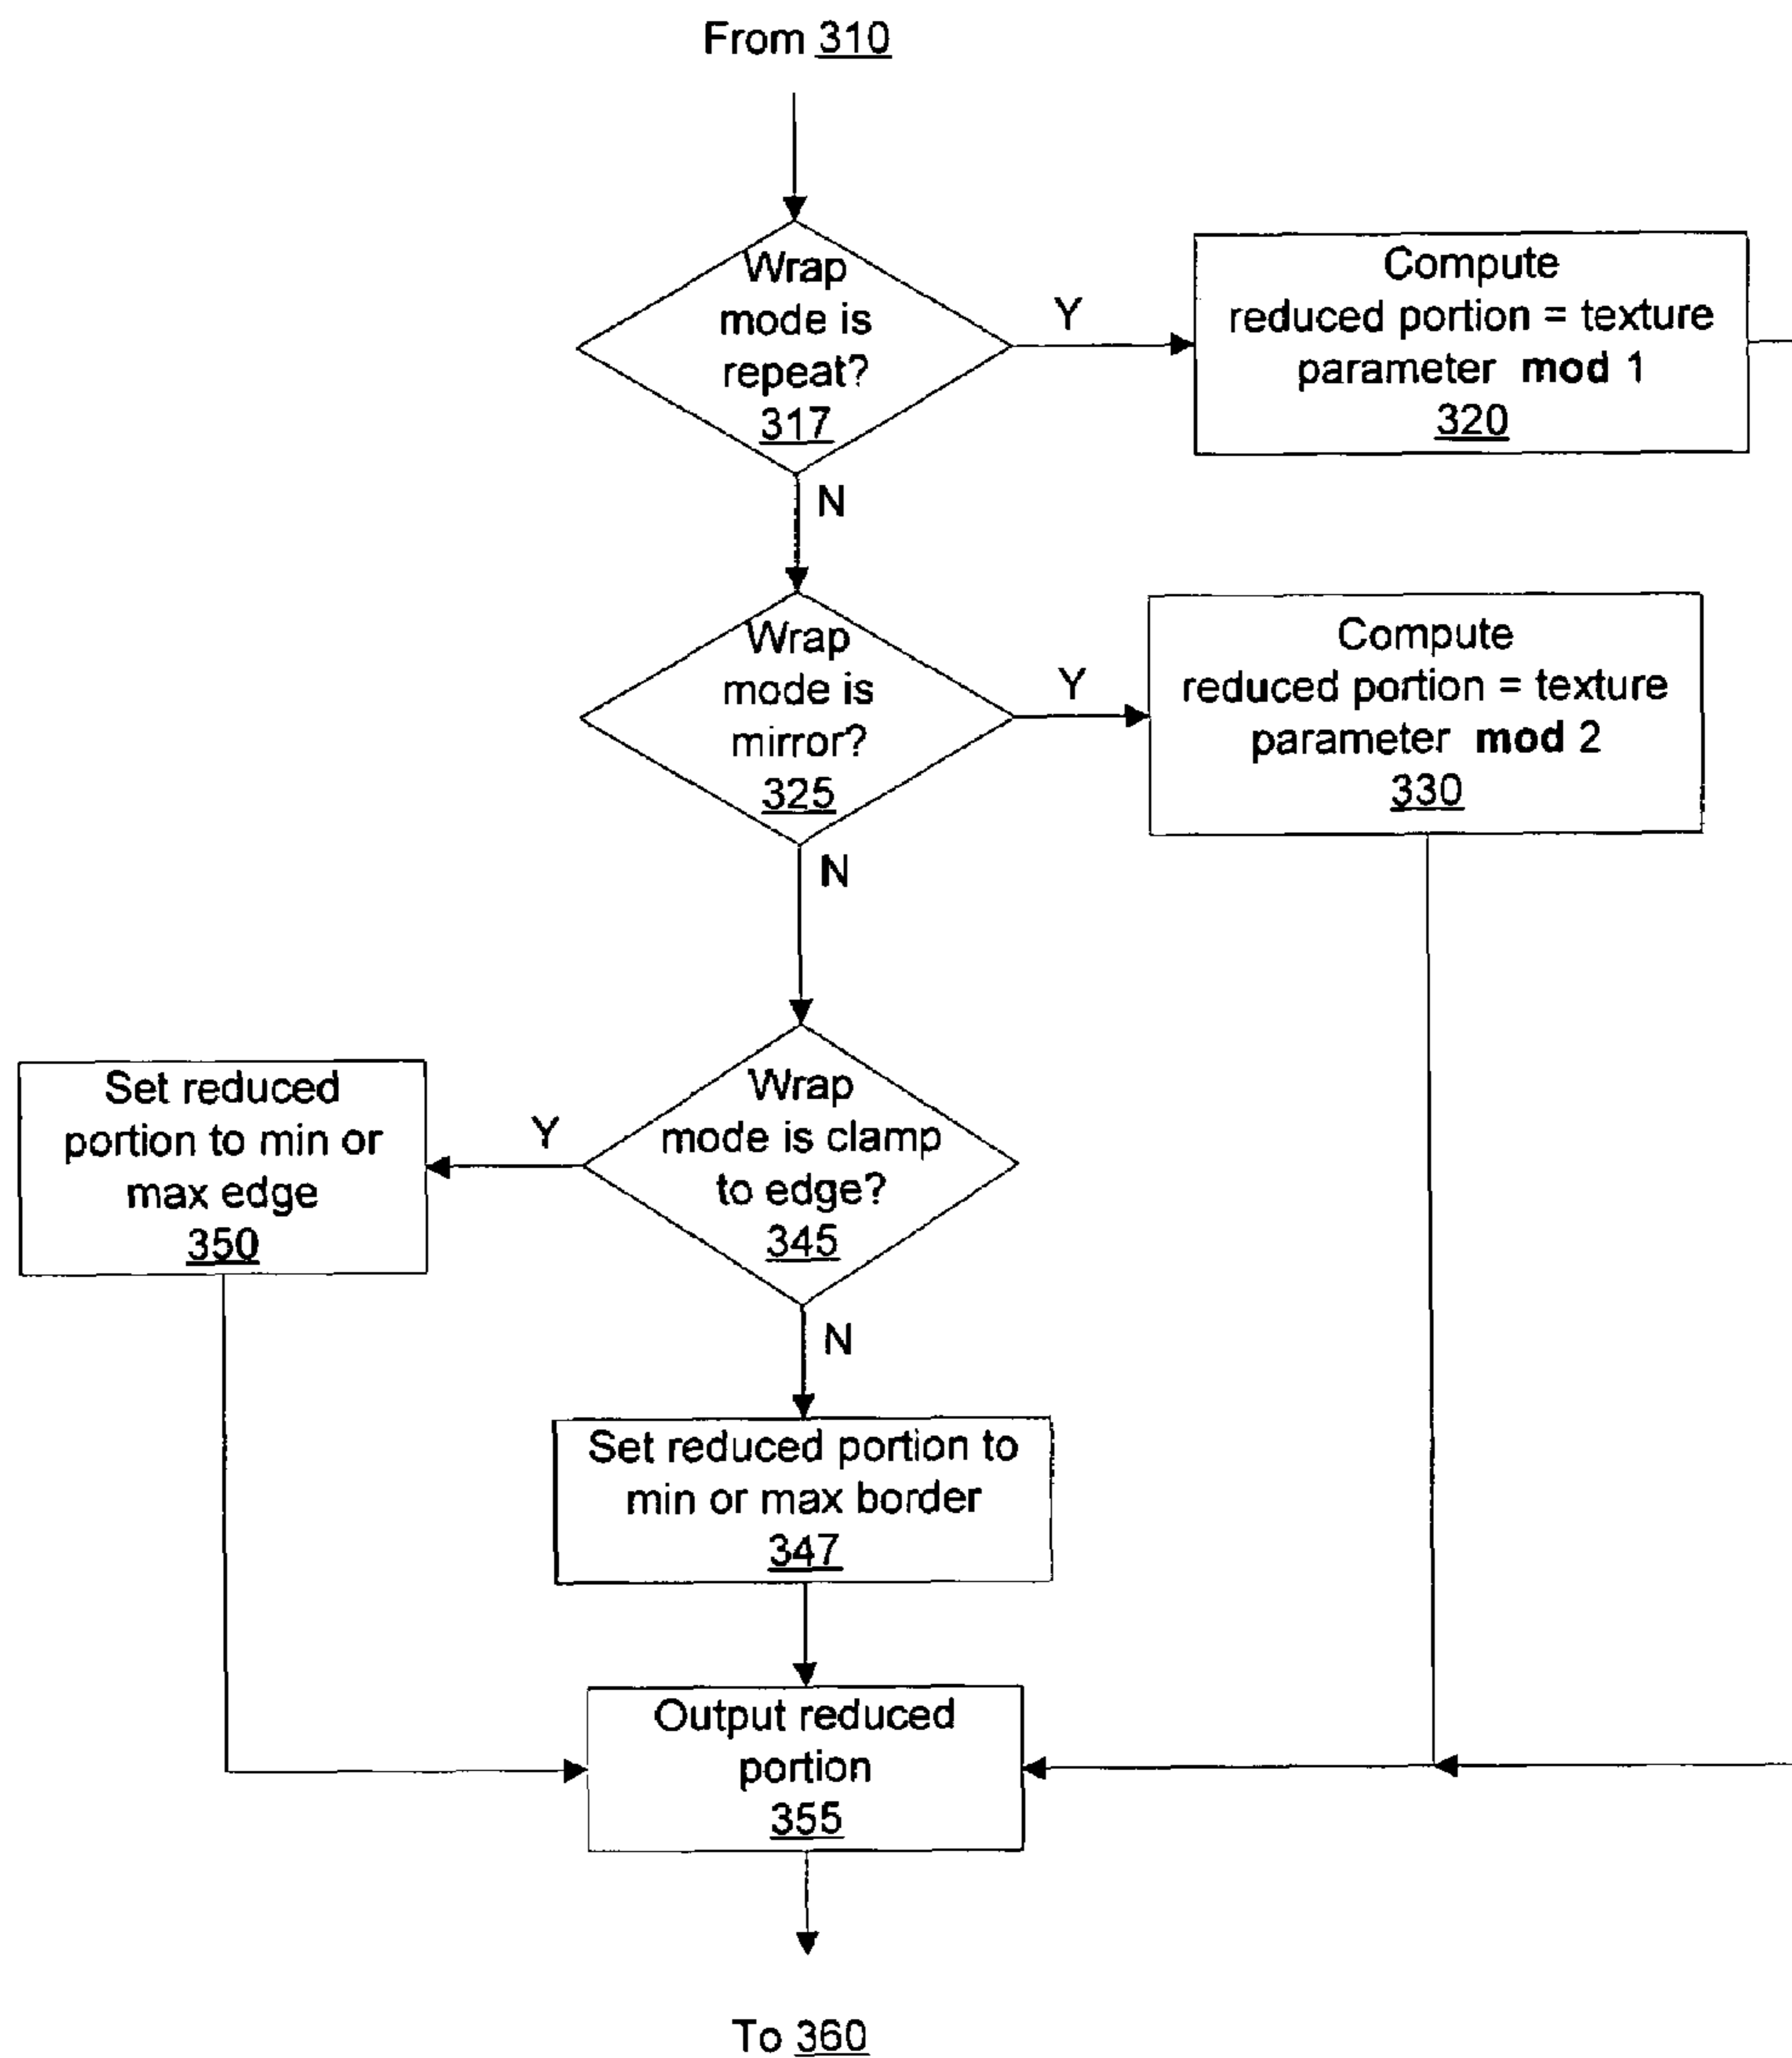 From 310
Wrap
mode is
repeat?
317
Y
Compute
reduced portion = texture
parameter mod 1
320
N
Wrap
mode is
mirror?
325
Y
Compute
reduced portion = texture
parameter mod 2
330
N
Wrap
mode is clamp
to edge?
345
Y
Set reduced
portion to min or
max edge
350
N
Set reduced portion to
min or max border
347
Output reduced
portion
355
To 360